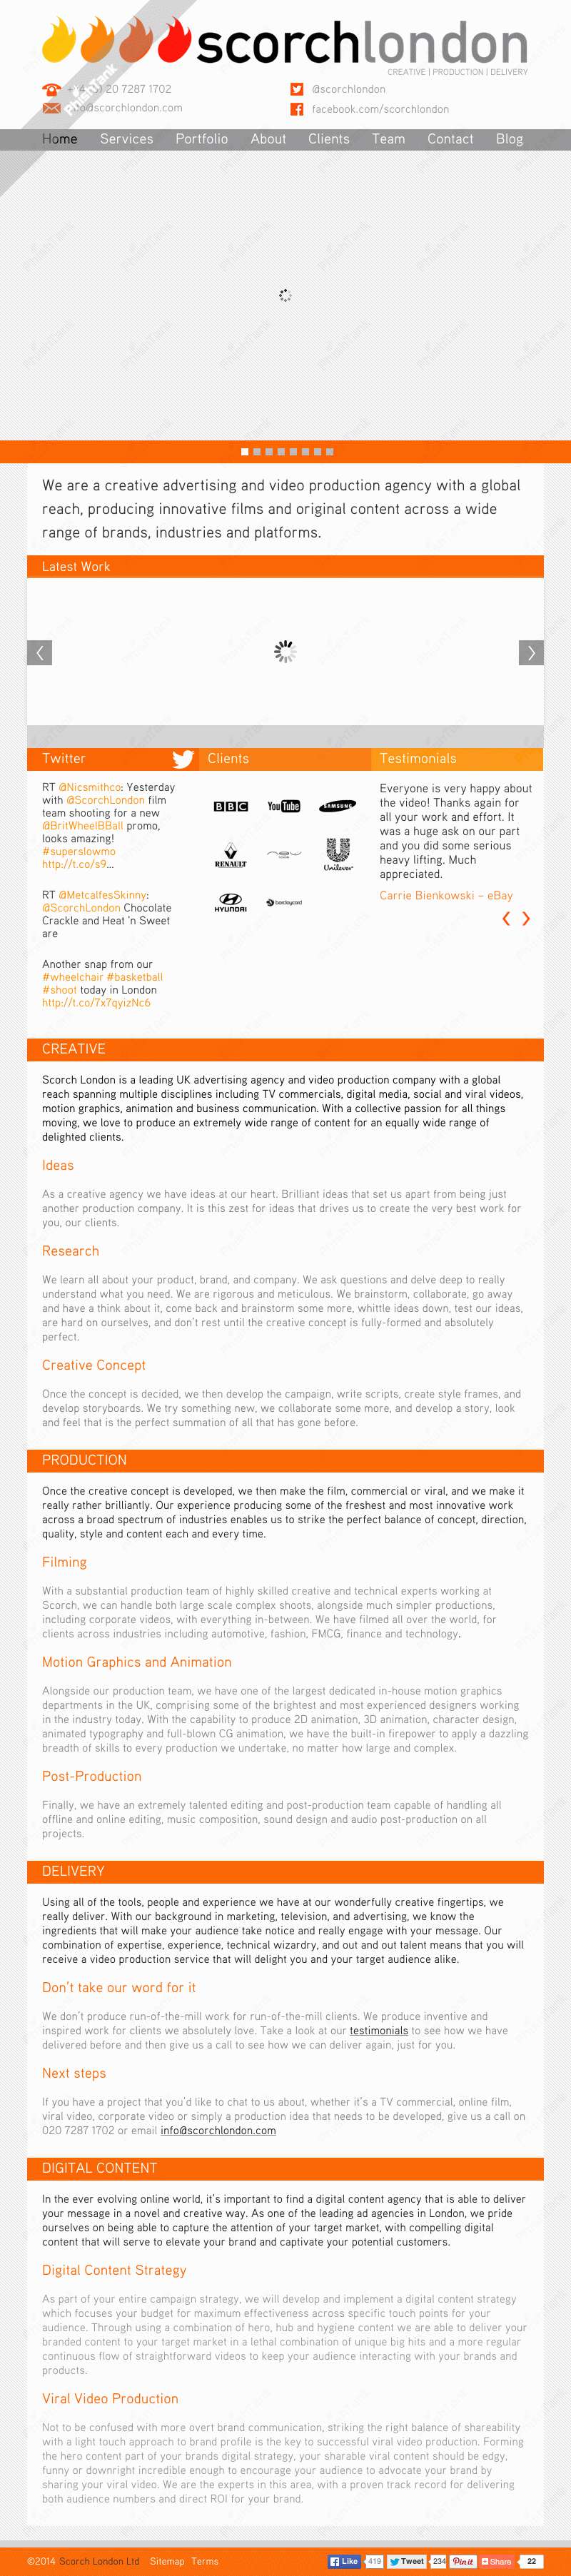 scorchlondon
CREATIVE | PRODUCTION | DELIVERY
20 7287 1702
@scorchlondon
@scorchlondon.com
facebook.com/scorchlondon
PhishTank
Home Services Portfolio About Clients Team Contact Blog
We are a creative advertising and video production agency with a global
reach, producing innovative films and original content across a wide
range of brands, industries and platforms.
Latest Work
Twitter
RT @Nicsmithco: Yesterday
with @ScorchLondon film
team shooting for a new
@BritWheelBBall promo,
looks amazing!
#superslowmo
http://t.co/s9...
RT @MetcalfesSkinny:
@ScorchLondon Chocolate
Crackle and Heat 'n Sweet
are
Another snap from our
#wheelchair #basketball
#shoot today in London
http://t.co/7x7qyizNc6
Clients
BBC YouTube SAMSUNG
RENAULT Unilever
HYUNDAI barclaycard
Testimonials
Everyone is very happy about
the video! Thanks again for
all your work and effort. It
was a huge ask on our part
and you did some serious
heavy lifting. Much
appreciated.
Carrie Bienkowski – eBay
CREATIVE
Scorch London is a leading UK advertising agency and video production company with a global
reach spanning multiple disciplines including TV commercials, digital media, social and viral videos,
motion graphics, animation and business communication. With a collective passion for all things
moving, we love to produce an extremely wide range of content for an equally wide range of
delighted clients.
Ideas
As a creative agency we have ideas at our heart. Brilliant ideas that set us apart from being just
another production company. It is this zest for ideas that drives us to create the very best work for
you, our clients.
Research
We learn all about your product, brand, and company. We ask questions and delve deep to really
understand what you need. We are rigorous and meticulous. We brainstorm, collaborate, go away
and have a think about it, come back and brainstorm some more, whittle ideas down, test our ideas,
are hard on ourselves, and don't rest until the creative concept is fully-formed and absolutely
perfect.
Creative Concept
Once the concept is decided, we then develop the campaign, write scripts, create style frames, and
develop storyboards. We try something new, we collaborate some more, and develop a story, look
and feel that is the perfect summation of all that has gone before.
PRODUCTION
Once the creative concept is developed, we then make the film, commercial or viral, and we make it
really rather brilliantly. Our experience producing some of the freshest and most innovative work
across a broad spectrum of industries enables us to strike the perfect balance of concept, direction,
quality, style and content each and every time.
Filming
With a substantial production team of highly skilled creative and technical experts working at
Scorch, we can handle both large scale complex shoots, alongside much simpler productions,
including corporate videos, with everything in-between. We have filmed all over the world, for
clients across industries including automotive, fashion, FMCG, finance and technology.
Motion Graphics and Animation
Alongside our production team, we have one of the largest dedicated in-house motion graphics
departments in the UK, comprising some of the brightest and most experienced designers working
in the industry today. With the capability to produce 2D animation, 3D animation, character design,
animated typography and full-blown CG animation, we have the built-in firepower to apply a dazzling
breadth of skills to every production we undertake, no matter how large and complex.
Post-Production
Finally, we have an extremely talented editing and post-production team capable of handling all
offline and online editing, music composition, sound design and audio post-production on all
projects.
DELIVERY
Using all of the tools, people and experience we have at our wonderfully creative fingertips, we
really deliver. With our background in marketing, television, and advertising, we know the
ingredients that will make your audience take notice and really engage with your message. Our
combination of expertise, experience, technical wizardry, and out and out talent means that you will
receive a video production service that will delight you and your target audience alike.
Don't take our word for it
We don't produce run-of-the-mill work for run-of-the-mill clients. We produce inventive and
inspired work for clients we absolutely love. Take a look at our testimonials to see how we have
delivered before and then give us a call to see how we can deliver again, just for you.
Next steps
If you have a project that you'd like to chat to us about, whether it's a TV commercial, online film,
viral video, corporate video or simply a production idea that needs to be developed, give us a call on
020 7287 1702 or email info@scorchlondon.com
DIGITAL CONTENT
In the ever evolving online world, it's important to find a digital content agency that is able to deliver
your message in a novel and creative way. As one of the leading ad agencies in London, we pride
ourselves on being able to capture the attention of your target market, with compelling digital
content that will serve to elevate your brand and captivate your potential customers.
Digital Content Strategy
As part of your entire campaign strategy, we will develop and implement a digital content strategy
which focuses your budget for maximum effectiveness across specific touch points for your
audience. Through using a combination of hero, hub and hygiene content we are able to deliver your
branded content to your target market in a lethal combination of unique big hits and a more regular
continuous flow of straightforward videos to keep your audience interacting with your brands and
products.
Viral Video Production
Not to be confused with more overt brand communication, striking the right balance of shareability
with a light touch approach to brand profile is the key to successful viral video production. Forming
the hero content part of your brands digital strategy, your sharable viral content should be edgy,
funny or downright incredible enough to encourage your audience to advocate your brand by
sharing your viral video. We are the experts in this area, with a proven track record for delivering
both audience numbers and direct ROI for your brand.
©2014 Scorch London Ltd Sitemap Terms
Like 419 Tweet 234 Pin it Share 22